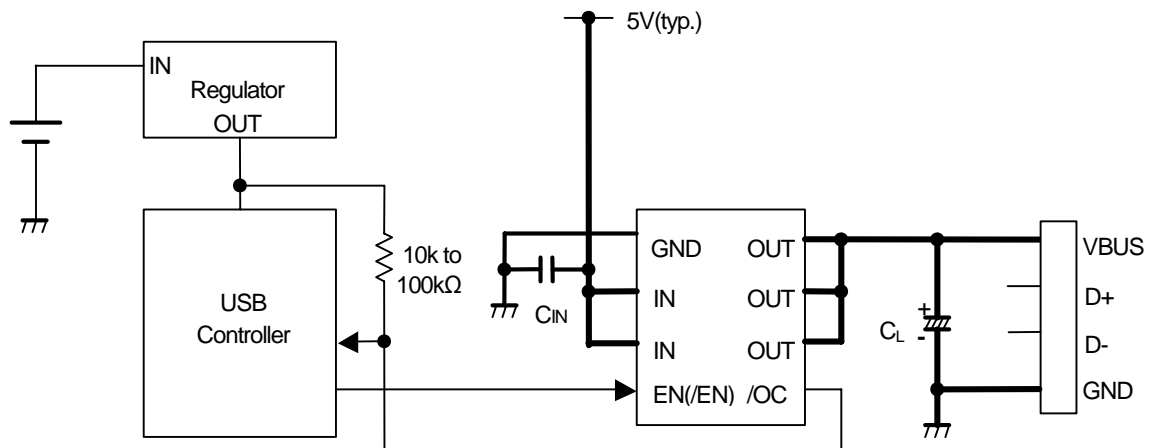 5V(typ.)
IN
Regulator
OUT
10k to
100kΩ
USB
Controller
CIN
GND OUT
IN OUT
IN OUT
EN(/EN) /OC
+
CL
-
VBUS
D+
D-
GND